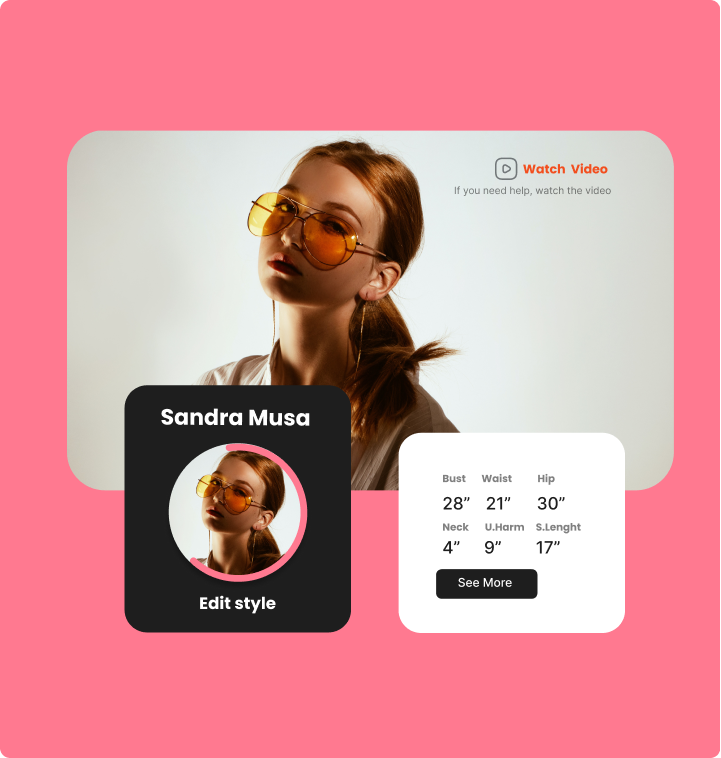 Watch Video
If you need help, watch the video
Sandra Musa
Edit style
Bust Waist Hip
28” 21” 30”
Neck U.Harm S.Lenght
4” 9” 17”
See More